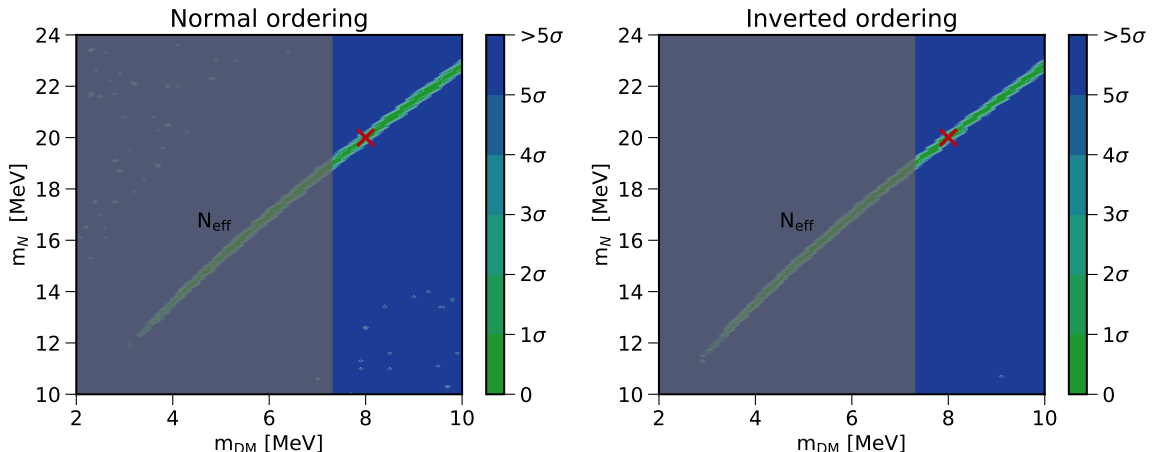 Normal ordering
24
22
20
18
16
14
12
10
m_N [MeV]
N_eff
2
4
6
8
10
m_DM [MeV]
>5σ
5σ
4σ
3σ
2σ
1σ
0
Inverted ordering
24
22
20
18
16
14
12
10
m_N [MeV]
N_eff
2
4
6
8
10
m_DM [MeV]
>5σ
5σ
4σ
3σ
2σ
1σ
0